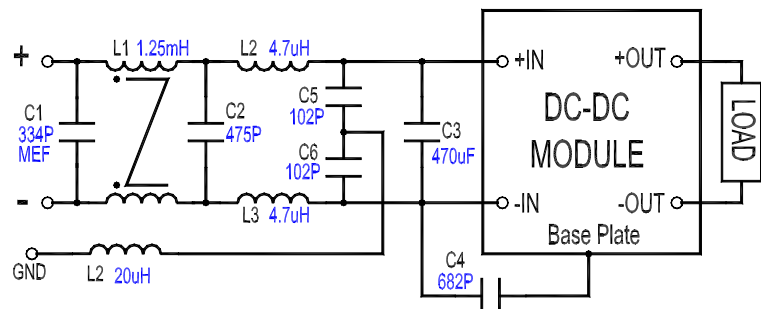 L1 1.25mH
L2 4.7uH
+
+IN
+OUT
C1
334P
MEF
C2
475P
C5
102P
C6
102P
C3
470uF
DC-DC
MODULE
LOAD
-
L3 4.7uH
-IN
-OUT
Base Plate
GND
L2 20uH
C4
682P